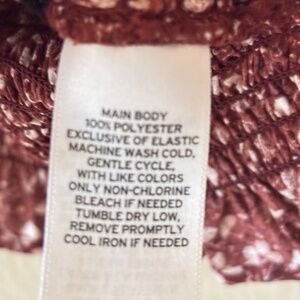 MAIN BODY
100% POLYESTER
EXCLUSIVE OF ELASTIC
MACHINE WASH COLD,
GENTLE CYCLE,
WITH LIKE COLORS
ONLY NON-CHLORINE
BLEACH IF NEEDED
TUMBLE DRY LOW,
REMOVE PROMPTLY
COOL IRON IF NEEDED